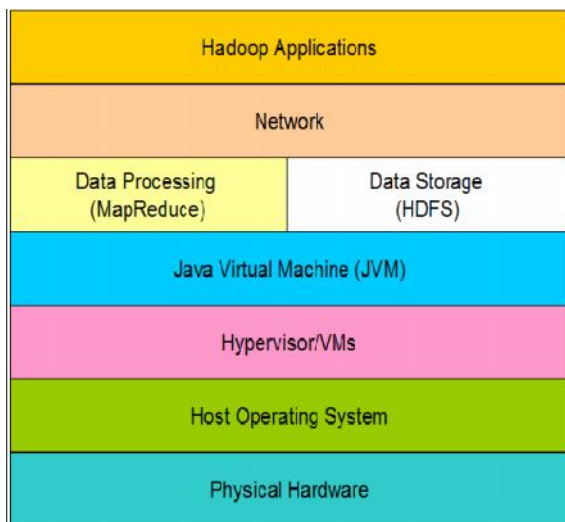 Hadoop Applications
Network
Data Processing
(MapReduce)
Data Storage
(HDFS)
Java Virtual Machine (JVM)
Hypervisor/VMs
Host Operating System
Physical Hardware